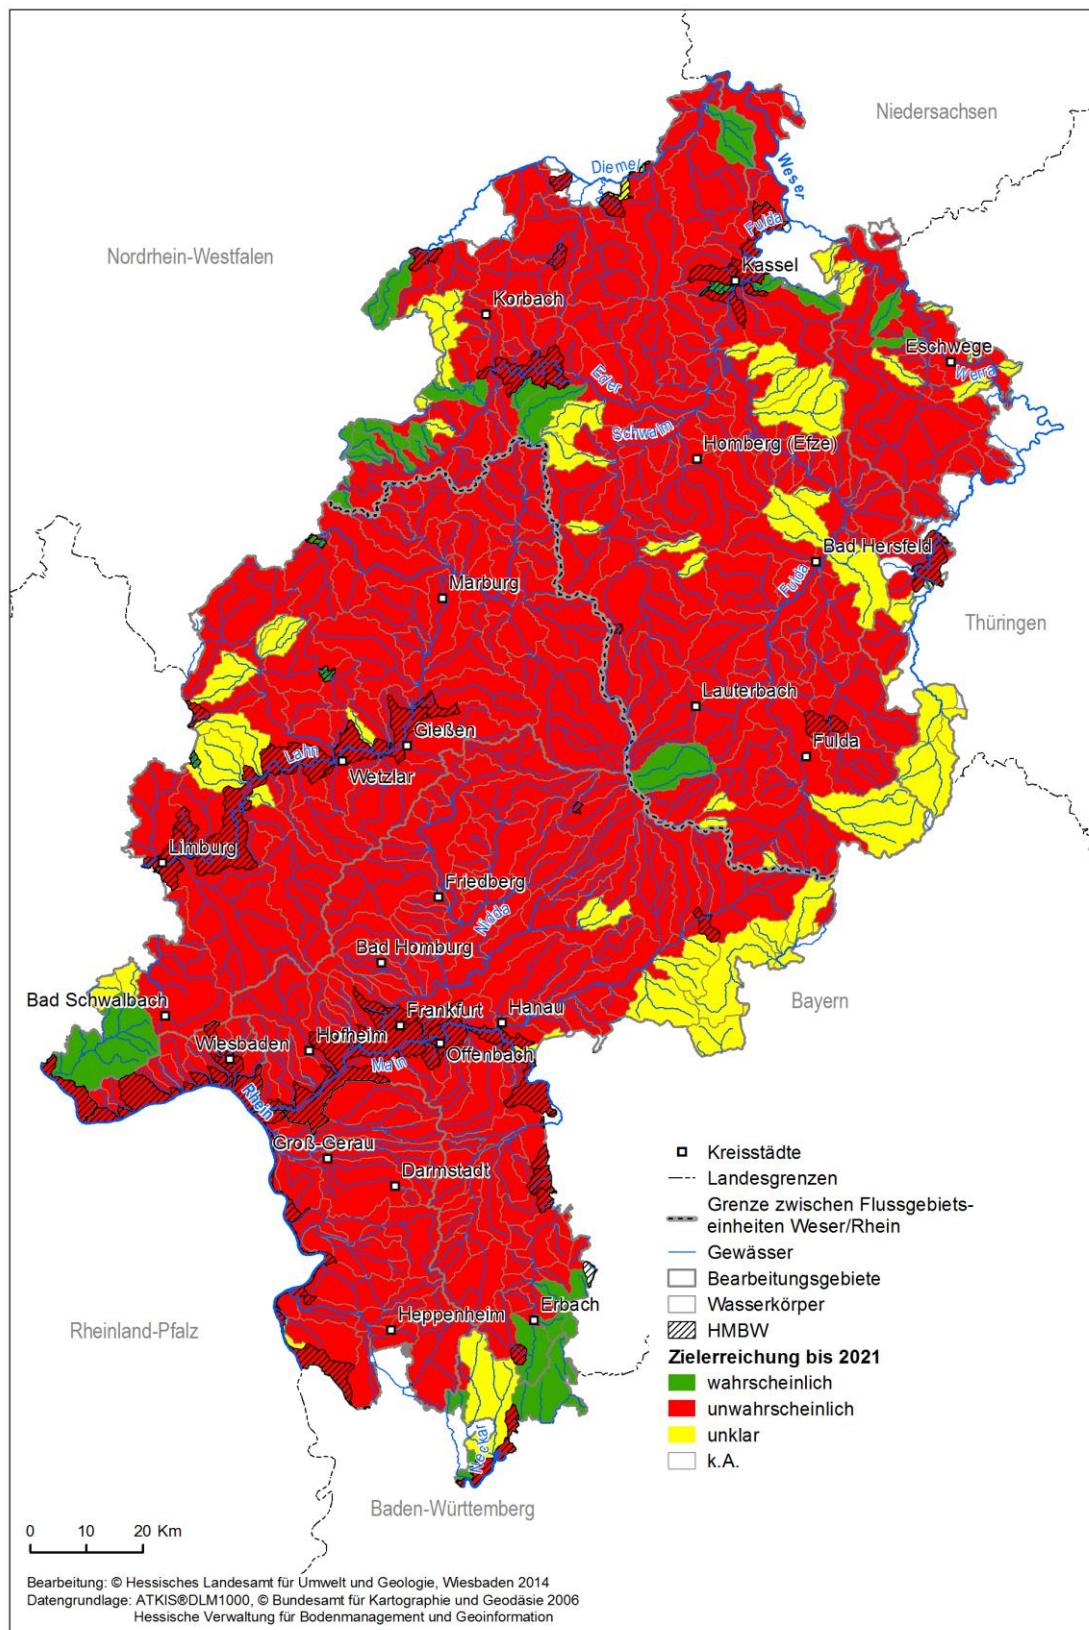 Niedersachsen
Diemel
Weser
Nordrhein-Westfalen
Fulda
Kassel
Korbach
Eschwege
Werra
Eder
Schwalm
Homberg (Efze)
Bad Hersfeld
Fulda
Marburg
Thüringen
Lauterbach
Gießen
Fulda
Lahn
Wetzlar
Limburg
Friedberg
Nidda
Bad Homburg
Bad Schwalbach
Bayern
Frankfurt
Hanau
Hofheim
Wiesbaden
Offenbach
Main
Rhein
Groß-Gerau
Darmstadt
Erbach
Heppenheim
Rheinland-Pfalz
Neckar
Baden-Württemberg
Kreisstädte
Landesgrenzen
Grenze zwischen Flussgebiets-
einheiten Weser/Rhein
Gewässer
Bearbeitungsgebiete
Wasserkörper
HMBW
Zielerreichung bis 2021
wahrscheinlich
unwahrscheinlich
unklar
k.A.
0 10 20 Km
Bearbeitung: © Hessisches Landesamt für Umwelt und Geologie, Wiesbaden 2014
Datengrundlage: ATKIS®DLM1000, © Bundesamt für Kartographie und Geodäsie 2006
Hessische Verwaltung für Bodenmanagement und Geoinformation